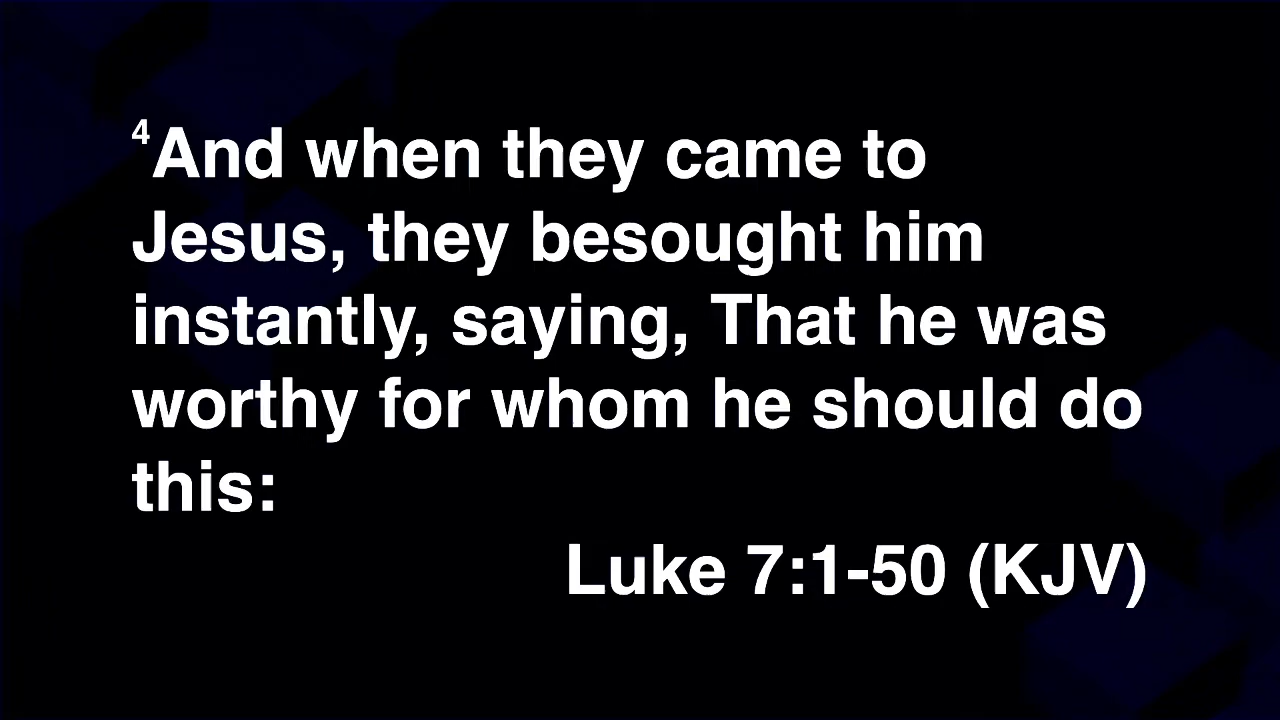 ⁴And when they came to
Jesus, they besought him
instantly, saying, That he was
worthy for whom he should do
this:
Luke 7:1-50 (KJV)